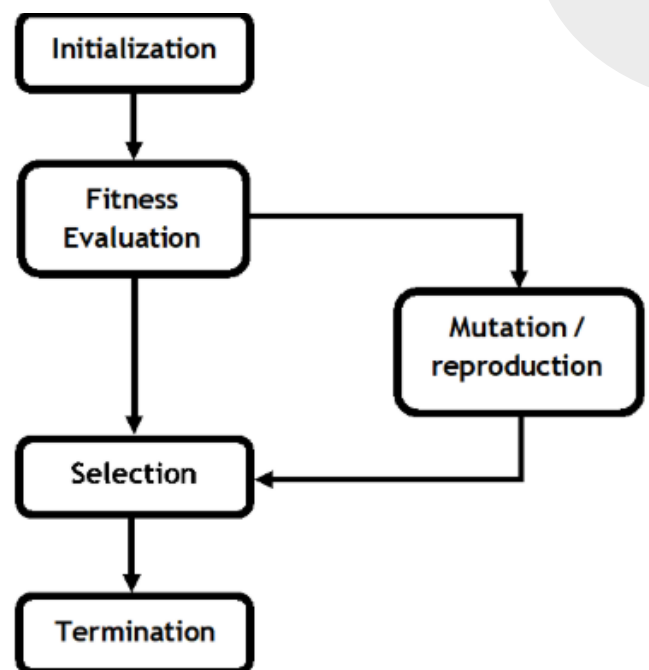 Initialization
Fitness
Evaluation
Mutation /
reproduction
Selection
Termination